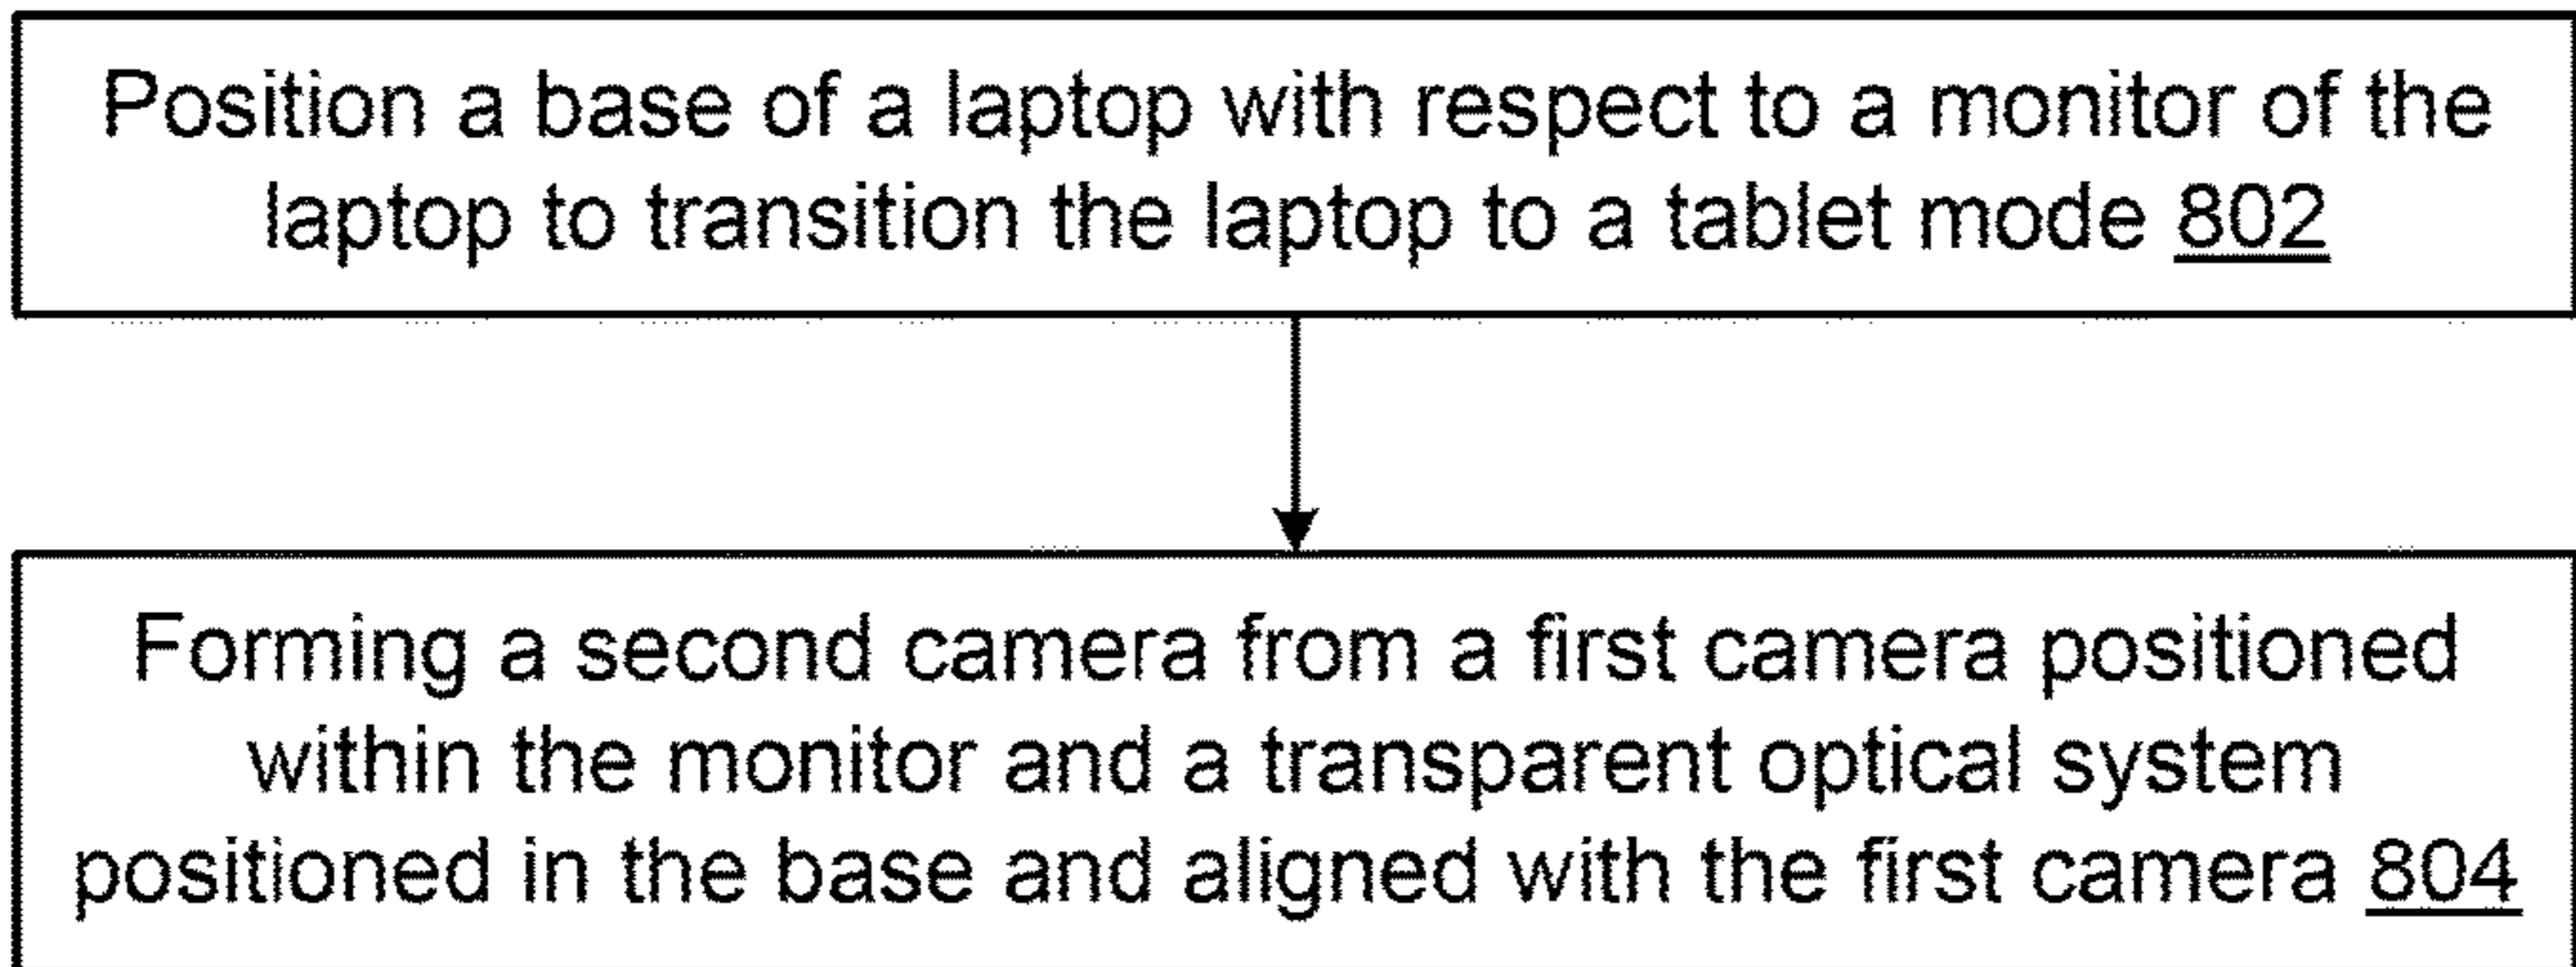 Position a base of a laptop with respect to a monitor of the
laptop to transition the laptop to a tablet mode 802
Forming a second camera from a first camera positioned
within the monitor and a transparent optical system
positioned in the base and aligned with the first camera 804